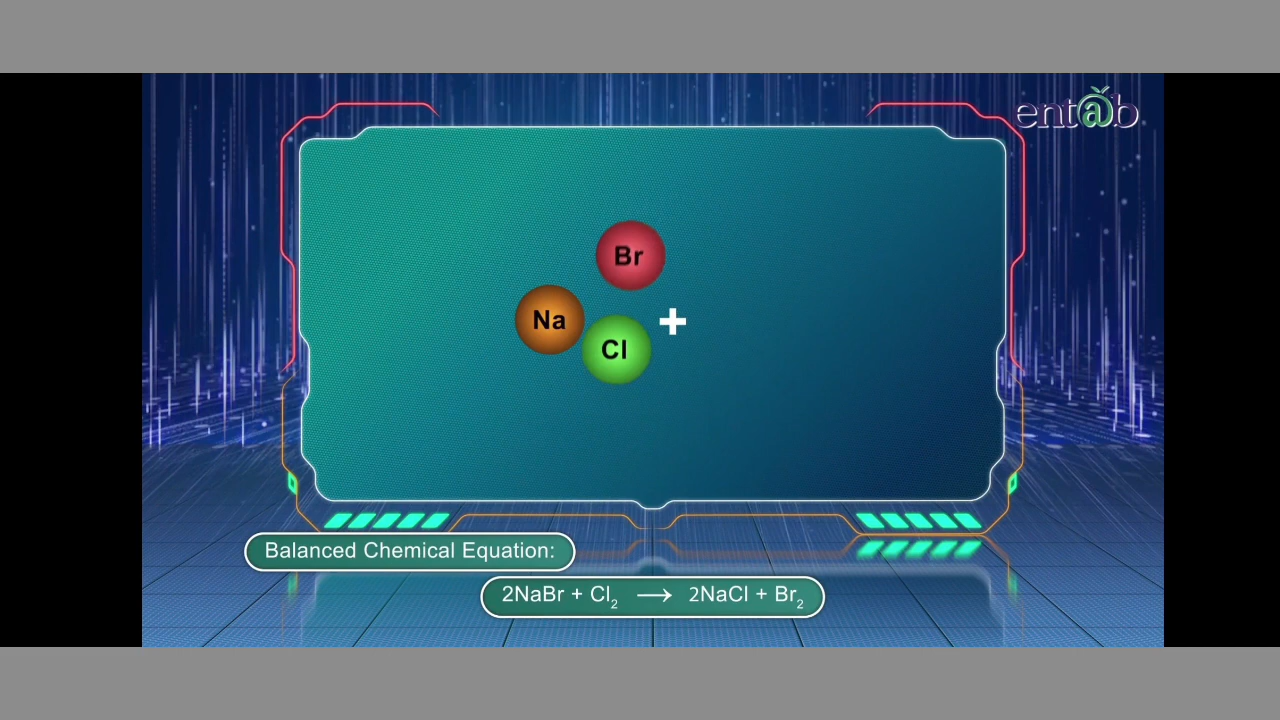 entab
Br
Na
+
Cl
Balanced Chemical Equation:
2NaBr + Cl₂ ⟶ 2NaCl + Br₂